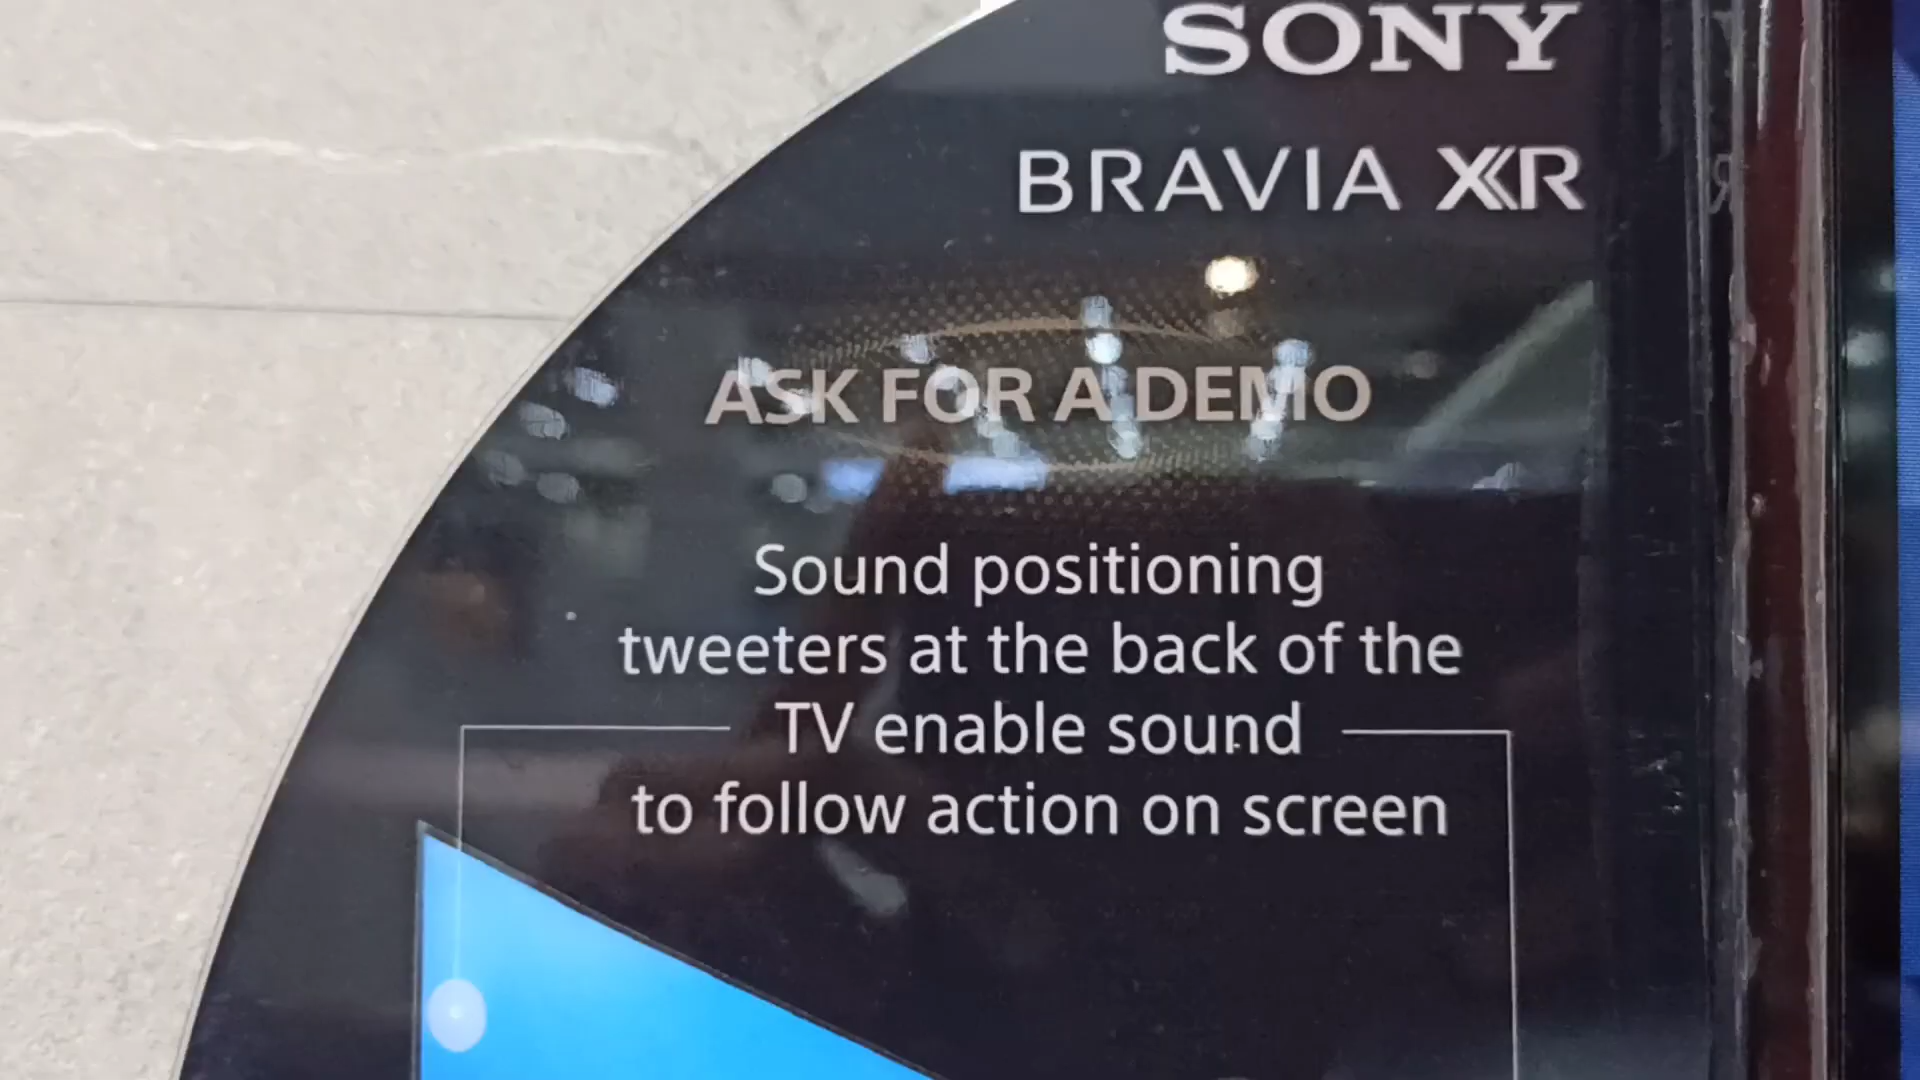 SONY
BRAVIA XR
ASK FOR A DEMO
Sound positioning
tweeters at the back of the
TV enable sound
to follow action on screen